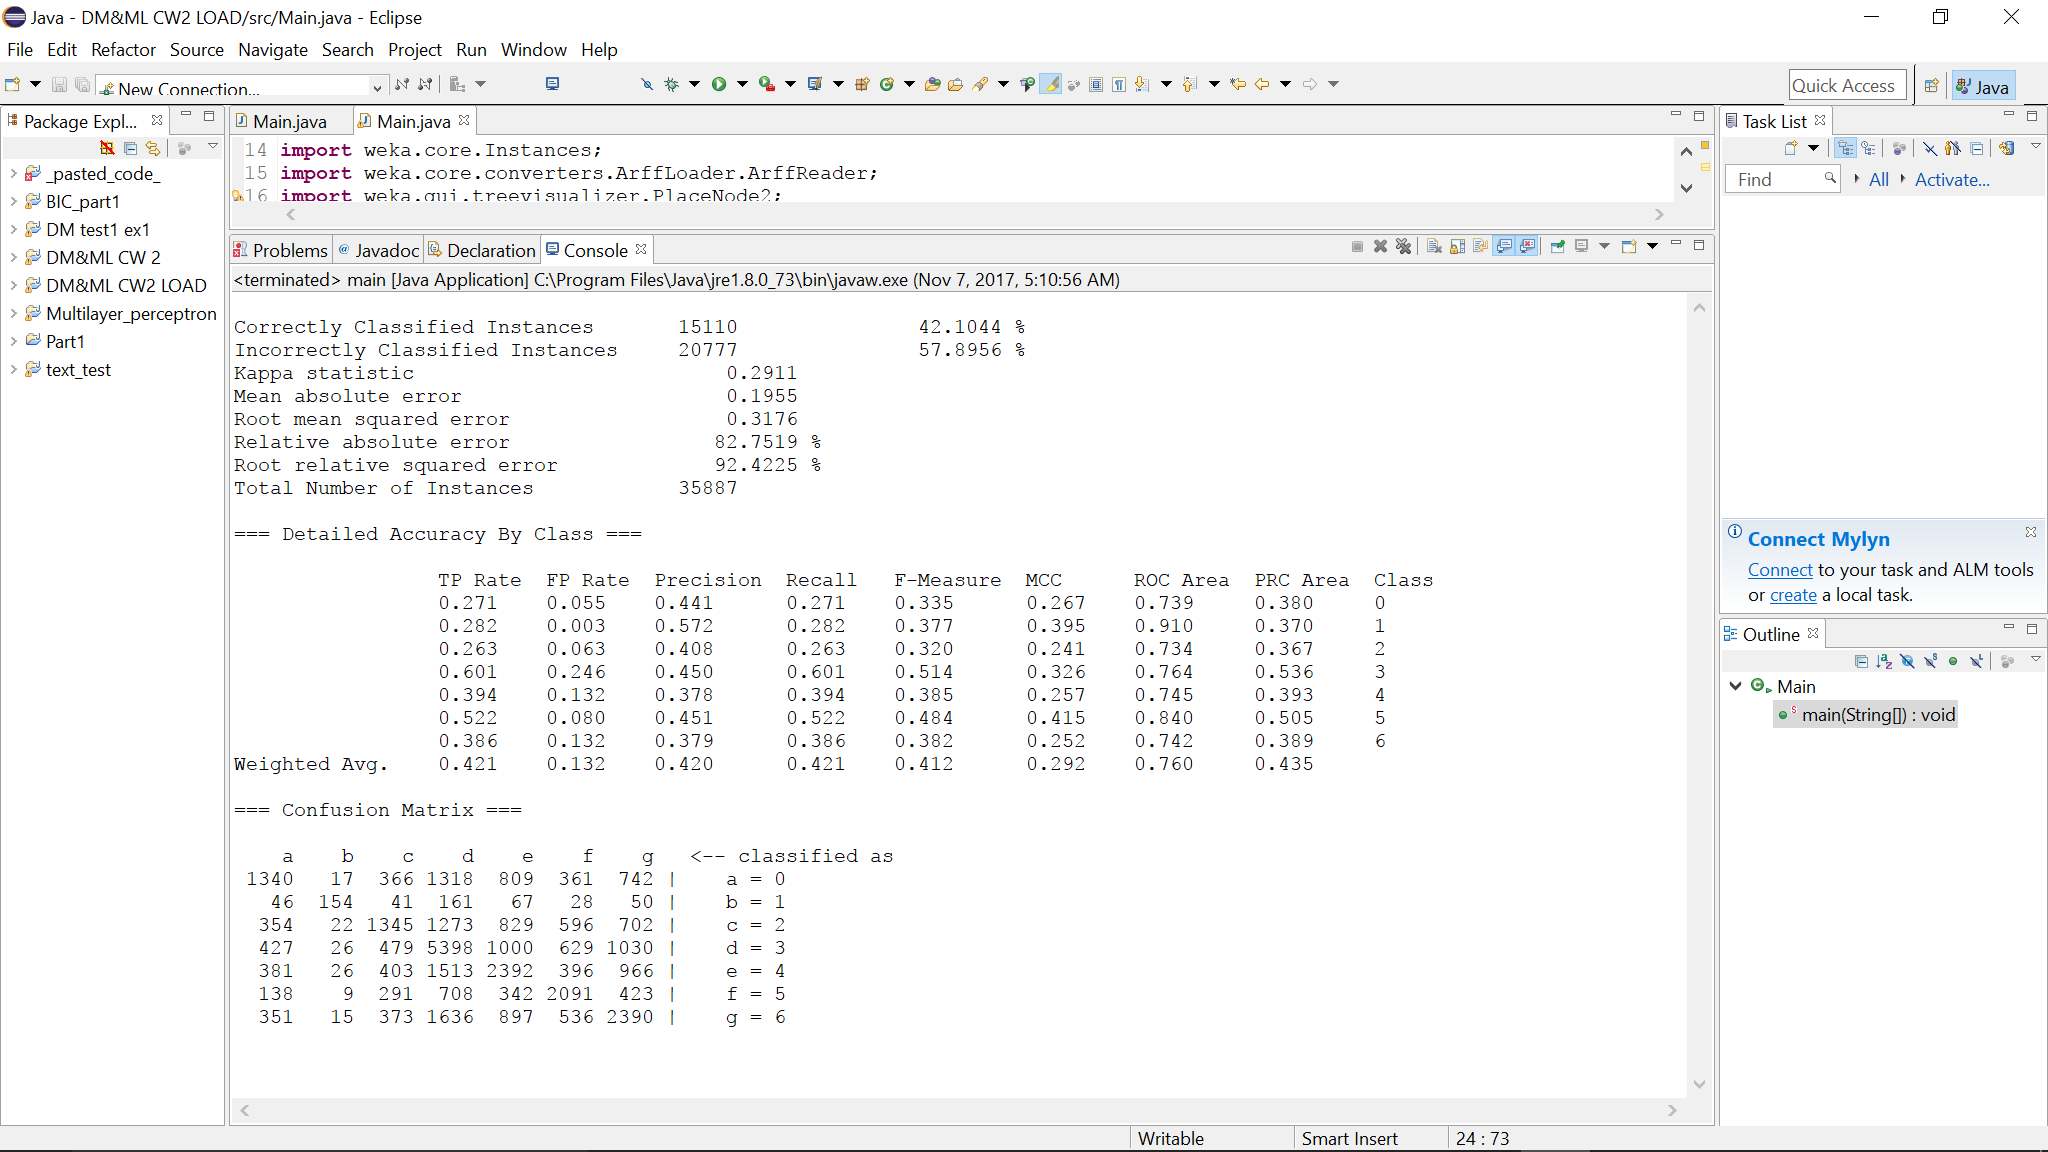 Java - DM&ML CW2 LOAD/src/Main.java - Eclipse
File Edit Refactor Source Navigate Search Project Run Window Help
New Connection...
Quick Access
Java
Package Expl...
_pasted_code_
BIC_part1
DM test1 ex1
DM&ML CW 2
DM&ML CW2 LOAD
Multilayer_perceptron
Part1
text_test
Main.java Main.java
14 import weka.core.Instances;
15 import weka.core.converters.ArffLoader.ArffReader;
16 import weka.gui.treevisualizer.PlaceNode2;
Problems @ Javadoc Declaration Console
<terminated> main [Java Application] C:\Program Files\Java\jre1.8.0_73\bin\javaw.exe (Nov 7, 2017, 5:10:56 AM)
Correctly Classified Instances 15110 42.1044 %
Incorrectly Classified Instances 20777 57.8956 %
Kappa statistic 0.2911
Mean absolute error 0.1955
Root mean squared error 0.3176
Relative absolute error 82.7519 %
Root relative squared error 92.4225 %
Total Number of Instances 35887
=== Detailed Accuracy By Class ===
TP Rate FP Rate Precision Recall F-Measure MCC ROC Area PRC Area Class
0.271 0.055 0.441 0.271 0.335 0.267 0.739 0.380 0
0.282 0.003 0.572 0.282 0.377 0.395 0.910 0.370 1
0.263 0.063 0.408 0.263 0.320 0.241 0.734 0.367 2
0.601 0.246 0.450 0.601 0.514 0.326 0.764 0.536 3
0.394 0.132 0.378 0.394 0.385 0.257 0.745 0.393 4
0.522 0.080 0.451 0.522 0.484 0.415 0.840 0.505 5
0.386 0.132 0.379 0.386 0.382 0.252 0.742 0.389 6
Weighted Avg. 0.421 0.132 0.420 0.421 0.412 0.292 0.760 0.435
=== Confusion Matrix ===
a b c d e f g <-- classified as
1340 17 366 1318 809 361 742 | a = 0
46 154 41 161 67 28 50 | b = 1
354 22 1345 1273 829 596 702 | c = 2
427 26 479 5398 1000 629 1030 | d = 3
381 26 403 1513 2392 396 966 | e = 4
138 9 291 708 342 2091 423 | f = 5
351 15 373 1636 897 536 2390 | g = 6
Task List
Find All Activate...
Connect Mylyn
Connect to your task and ALM tools
or create a local task.
Outline
Main
main(String[]) : void
Writable Smart Insert 24 : 73